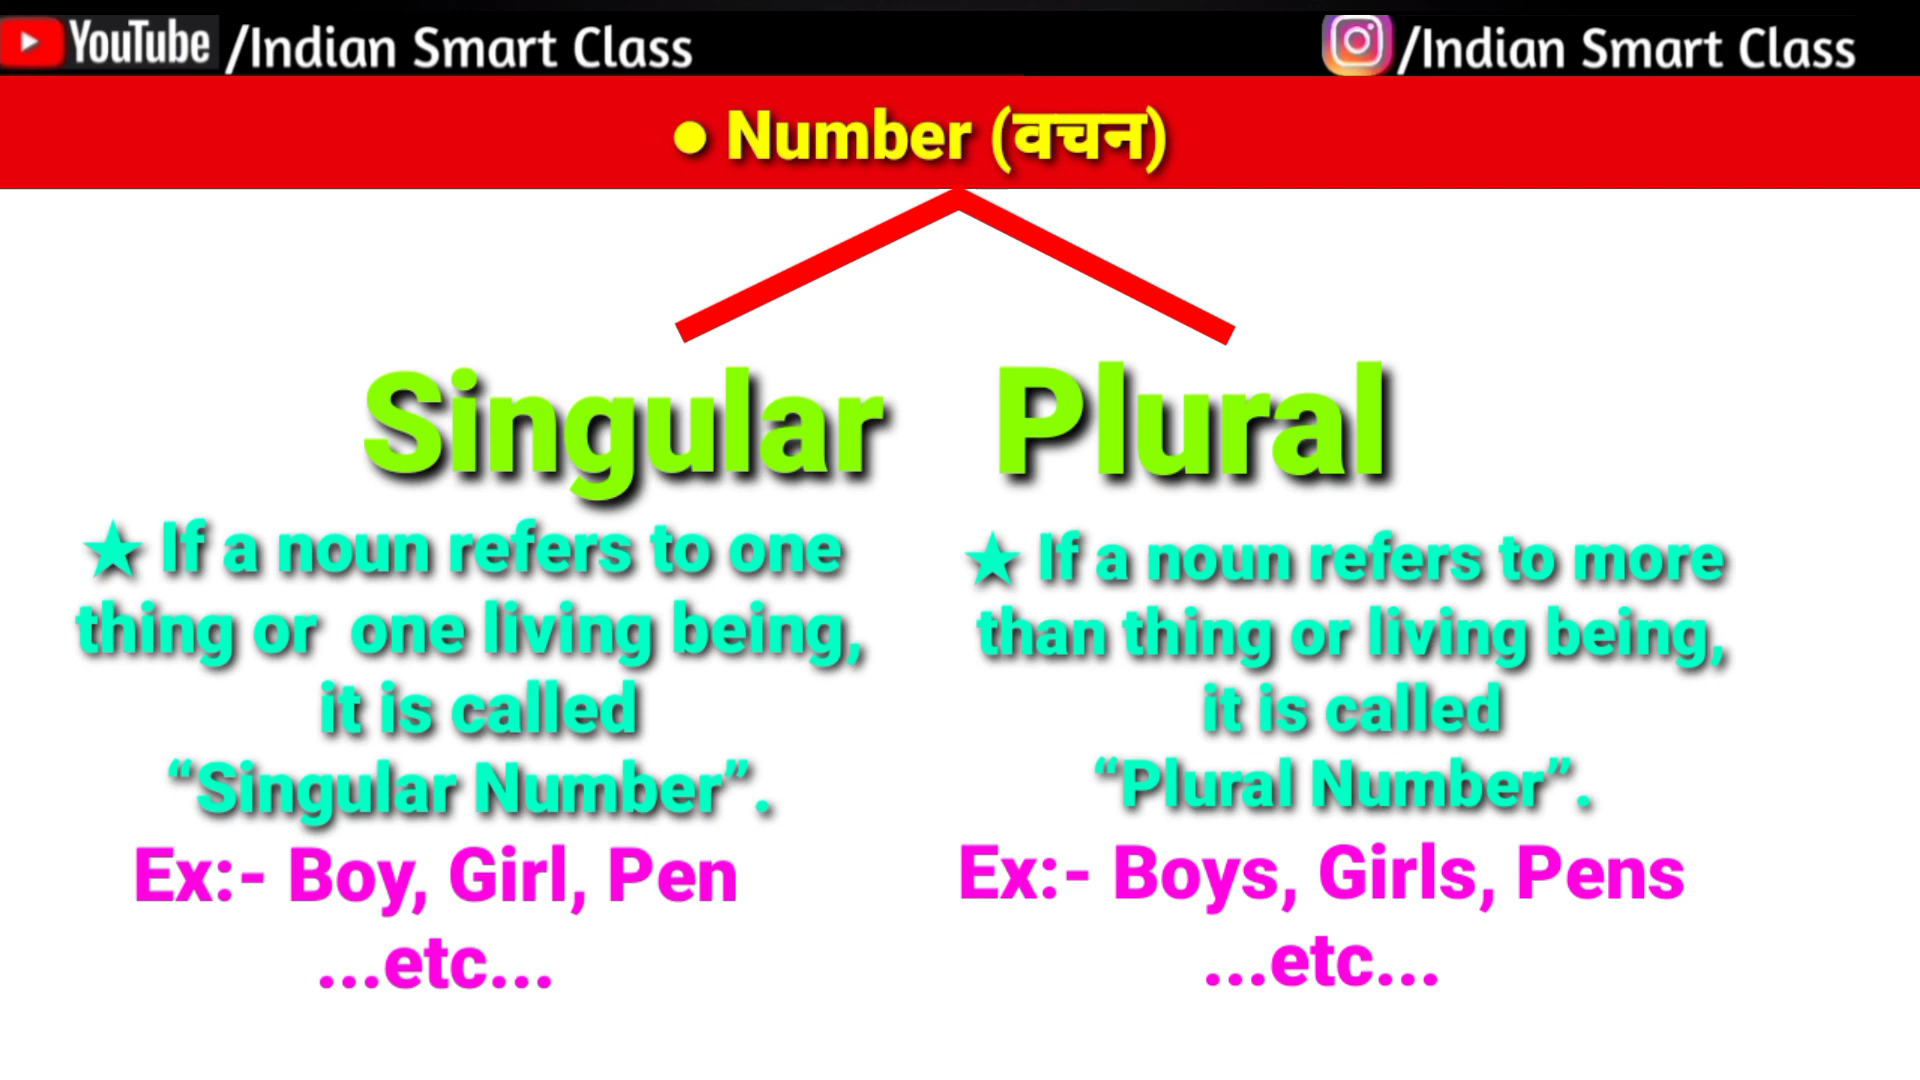 YouTube /Indian Smart Class
/Indian Smart Class
● Number (वचन)
Singular
★ If a noun refers to one
thing or one living being,
it is called
“Singular Number”.
Ex:- Boy, Girl, Pen
...etc...
Plural
★ If a noun refers to more
than thing or living being,
it is called
“Plural Number”.
Ex:- Boys, Girls, Pens
...etc...